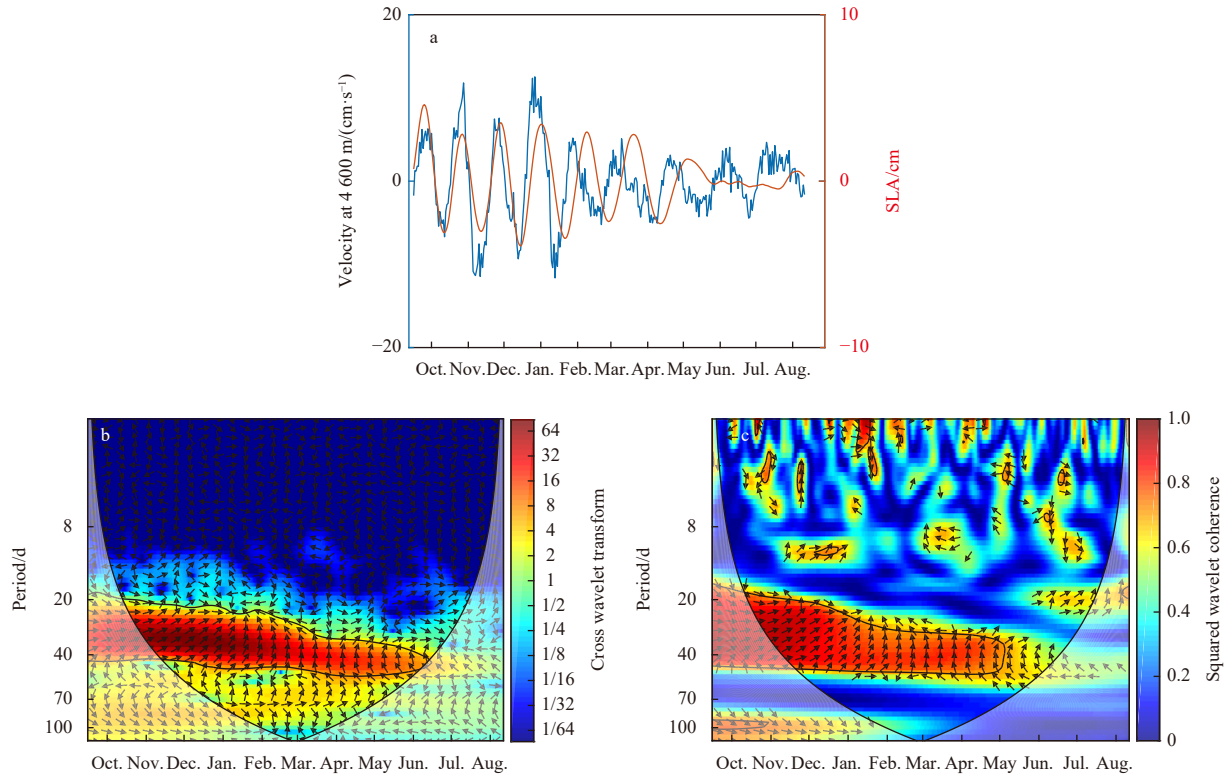 20
10
a
Velocity at 4 600 m/(cm·s⁻¹)
0
0
SLA/cm
−20
−10
Oct. Nov. Dec. Jan. Feb. Mar. Apr. May Jun. Jul. Aug.
b
64
32
16
8
4
2
1
1/2
1/4
1/8
1/16
1/32
1/64
Cross wavelet transform
8
20
40
70
100
Period/d
Oct. Nov. Dec. Jan. Feb. Mar. Apr. May Jun. Jul. Aug.
c
1.0
0.8
0.6
0.4
0.2
0
Squared wavelet coherence
8
20
40
70
100
Period/d
Oct. Nov. Dec. Jan. Feb. Mar. Apr. May Jun. Jul. Aug.